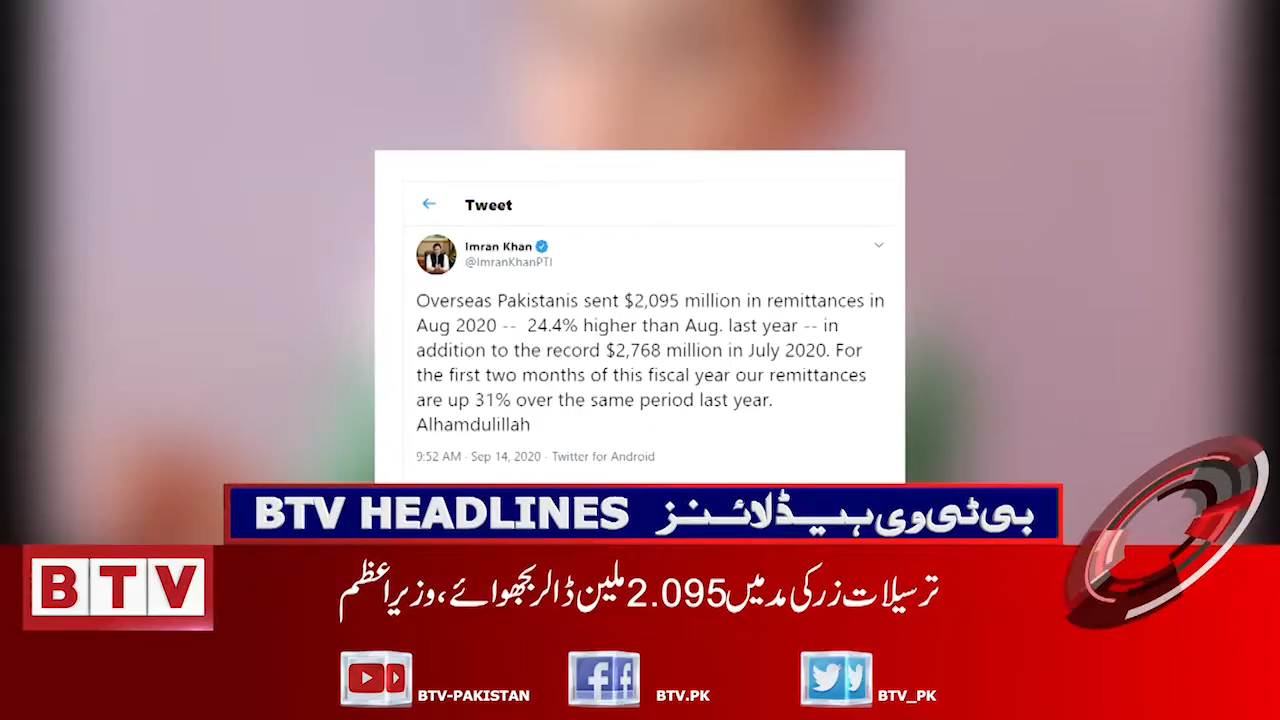 Tweet
Imran Khan
@ImranKhanPTI
Overseas Pakistanis sent $2,095 million in remittances in
Aug 2020 -- 24.4% higher than Aug. last year -- in
addition to the record $2,768 million in July 2020. For
the first two months of this fiscal year our remittances
are up 31% over the same period last year.
Alhamdulillah
9:52 AM · Sep 14, 2020 · Twitter for Android
BTV HEADLINES بی ٹی وی ہیڈلائنز
BTV
ترسیلات زر کی مد میں 2.095 ملین ڈالر بھجوائے، وزیراعظم
BTV-PAKISTAN
BTV.PK
BTV_PK